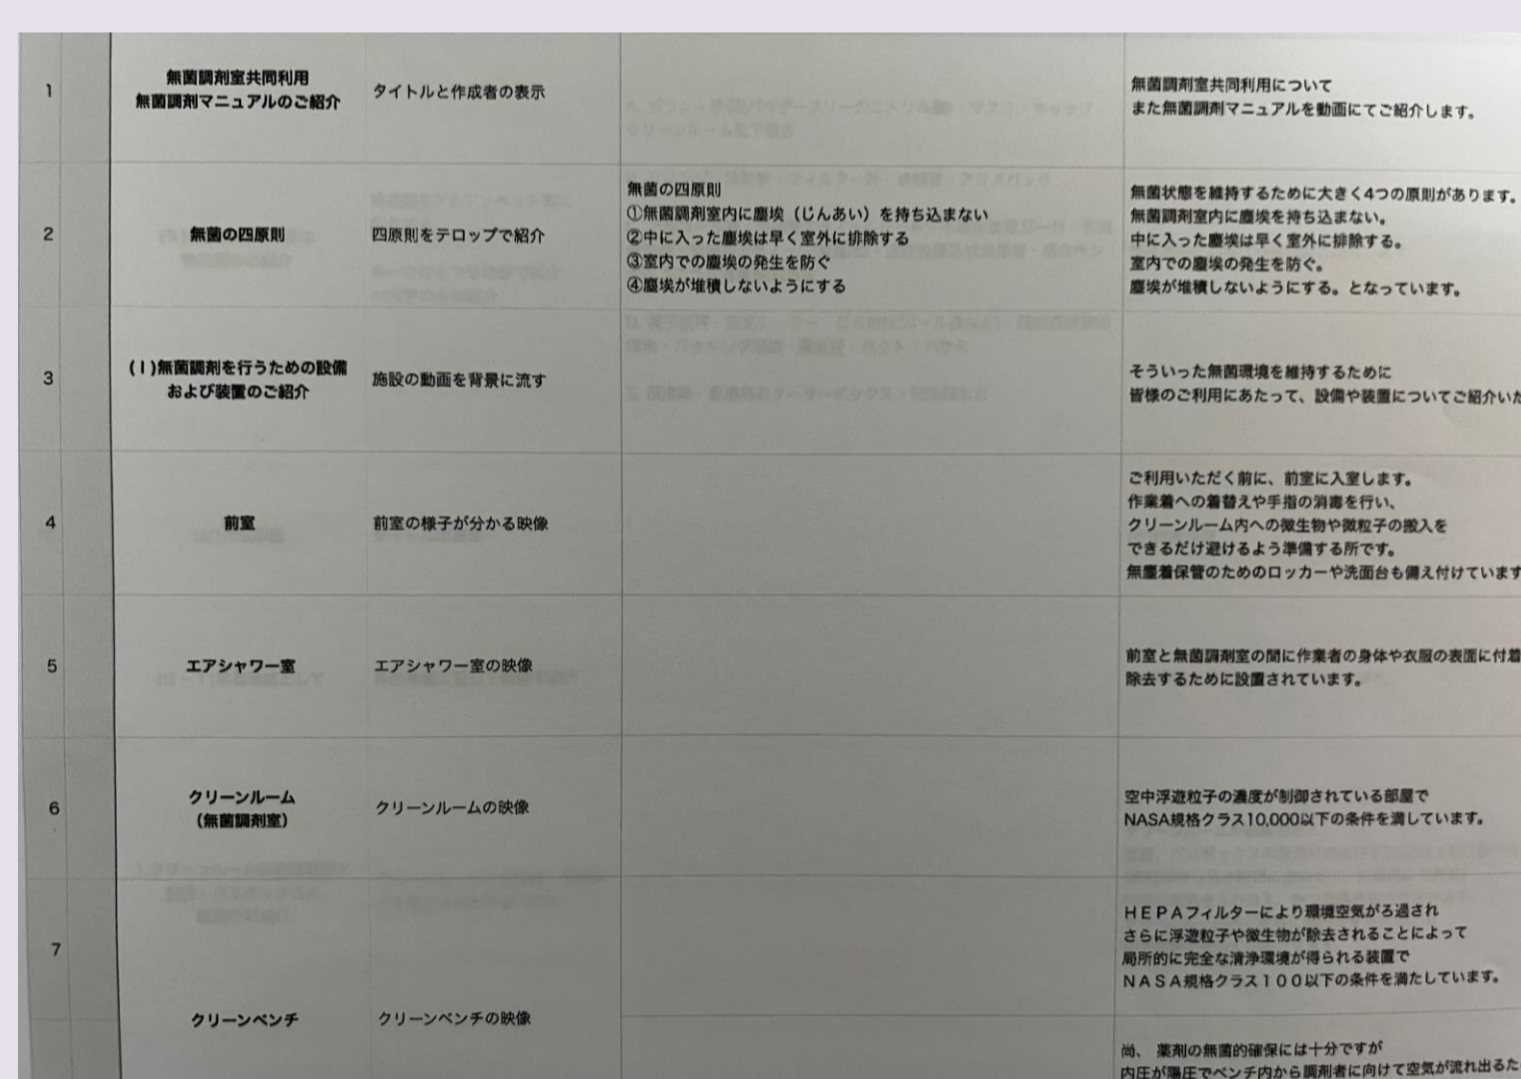 1
無菌調剤室共同利用
無菌調剤マニュアルのご紹介
タイトルと作成者の表示
無菌調剤室共同利用について
また無菌調剤マニュアルを動画にてご紹介します。
2
無菌の四原則
四原則をテロップで紹介
無菌の四原則
①無菌調剤室内に塵埃（じんあい）を持ち込まない
②中に入った塵埃は早く室外に排除する
③室内での塵埃の発生を防ぐ
④塵埃が堆積しないようにする
無菌状態を維持するために大きく4つの原則があります。
無菌調剤室内に塵埃を持ち込まない。
中に入った塵埃は早く室外に排除する。
室内での塵埃の発生を防ぐ。
塵埃が堆積しないようにする。となっています。
3
(1)無菌調剤を行うための設備
および装置のご紹介
施設の動画を背景に流す
そういった無菌環境を維持するために
皆様のご利用にあたって、設備や装置についてご紹介いた
4
前室
前室の様子が分かる映像
ご利用いただく前に、前室に入室します。
作業着への着替えや手指の消毒を行い、
クリーンルーム内への微生物や微粒子の搬入を
できるだけ避けるよう準備する所です。
無塵着保管のためのロッカーや洗面台も備え付けています
5
エアシャワー室
エアシャワー室の映像
前室と無菌調剤室の間に作業者の身体や衣服の表面に付着
除去するために設置されています。
6
クリーンルーム
（無菌調剤室）
クリーンルームの映像
空中浮遊粒子の濃度が制御されている部屋で
NASA規格クラス10,000以下の条件を満しています。
7
クリーンベンチ
クリーンベンチの映像
ＨＥＰＡフィルターにより環境空気がろ過され
さらに浮遊粒子や微生物が除去されることによって
局所的に完全な清浄環境が得られる装置で
ＮＡＳＡ規格クラス１００以下の条件を満たしています。
尚、 薬剤の無菌的確保には十分ですが
内圧が陽圧でベンチ内から調剤者に向けて空気が流れ出るた